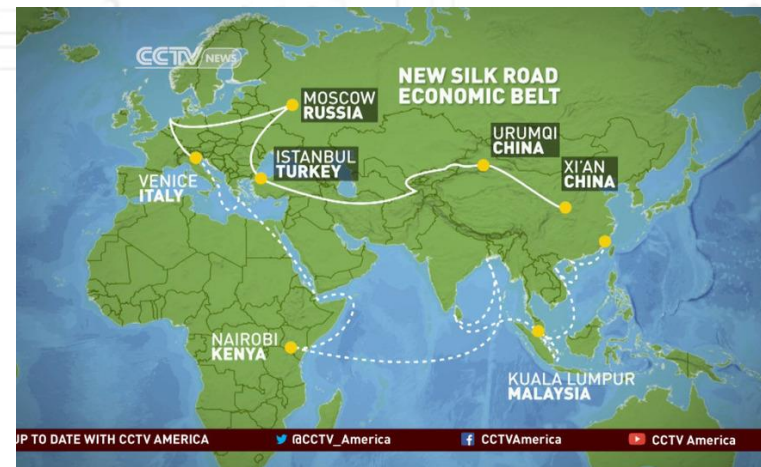 CCTV NEWS
NEW SILK ROAD
ECONOMIC BELT
MOSCOW
RUSSIA
URUMQI
CHINA
ISTANBUL
TURKEY
XI'AN
CHINA
VENICE
ITALY
NAIROBI
KENYA
KUALA LUMPUR
MALAYSIA
UP TO DATE WITH CCTV AMERICA @CCTV_America CCTVAmerica CCTV America